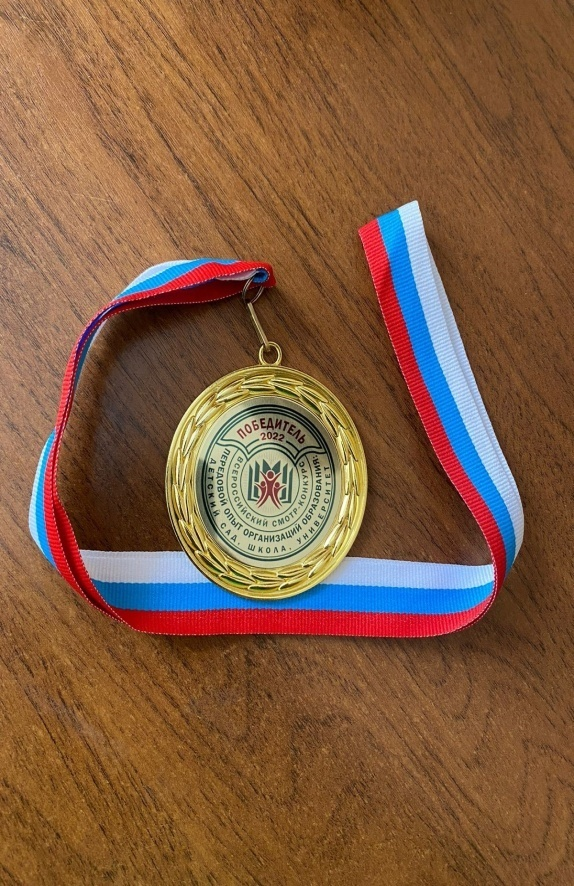 ПОБЕДИТЕЛЬ
2022
ВСЕРОССИЙСКИЙ СМОТР-КОНКУРС
ПЕРЕДОВОЙ ОПЫТ ОРГАНИЗАЦИЙ ОБРАЗОВАНИЯ:
ДЕТСКИЙ САД, ШКОЛА, УНИВЕРСИТЕТ